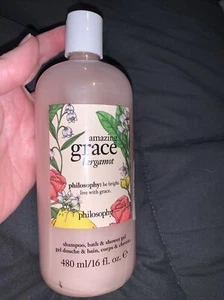 amazing
grace
bergamot
philosophy: be bright.
live with grace.
philosophy
shampoo, bath & shower gel
gel douche & bain, corps & cheveux
480 ml/16 fl. oz. e